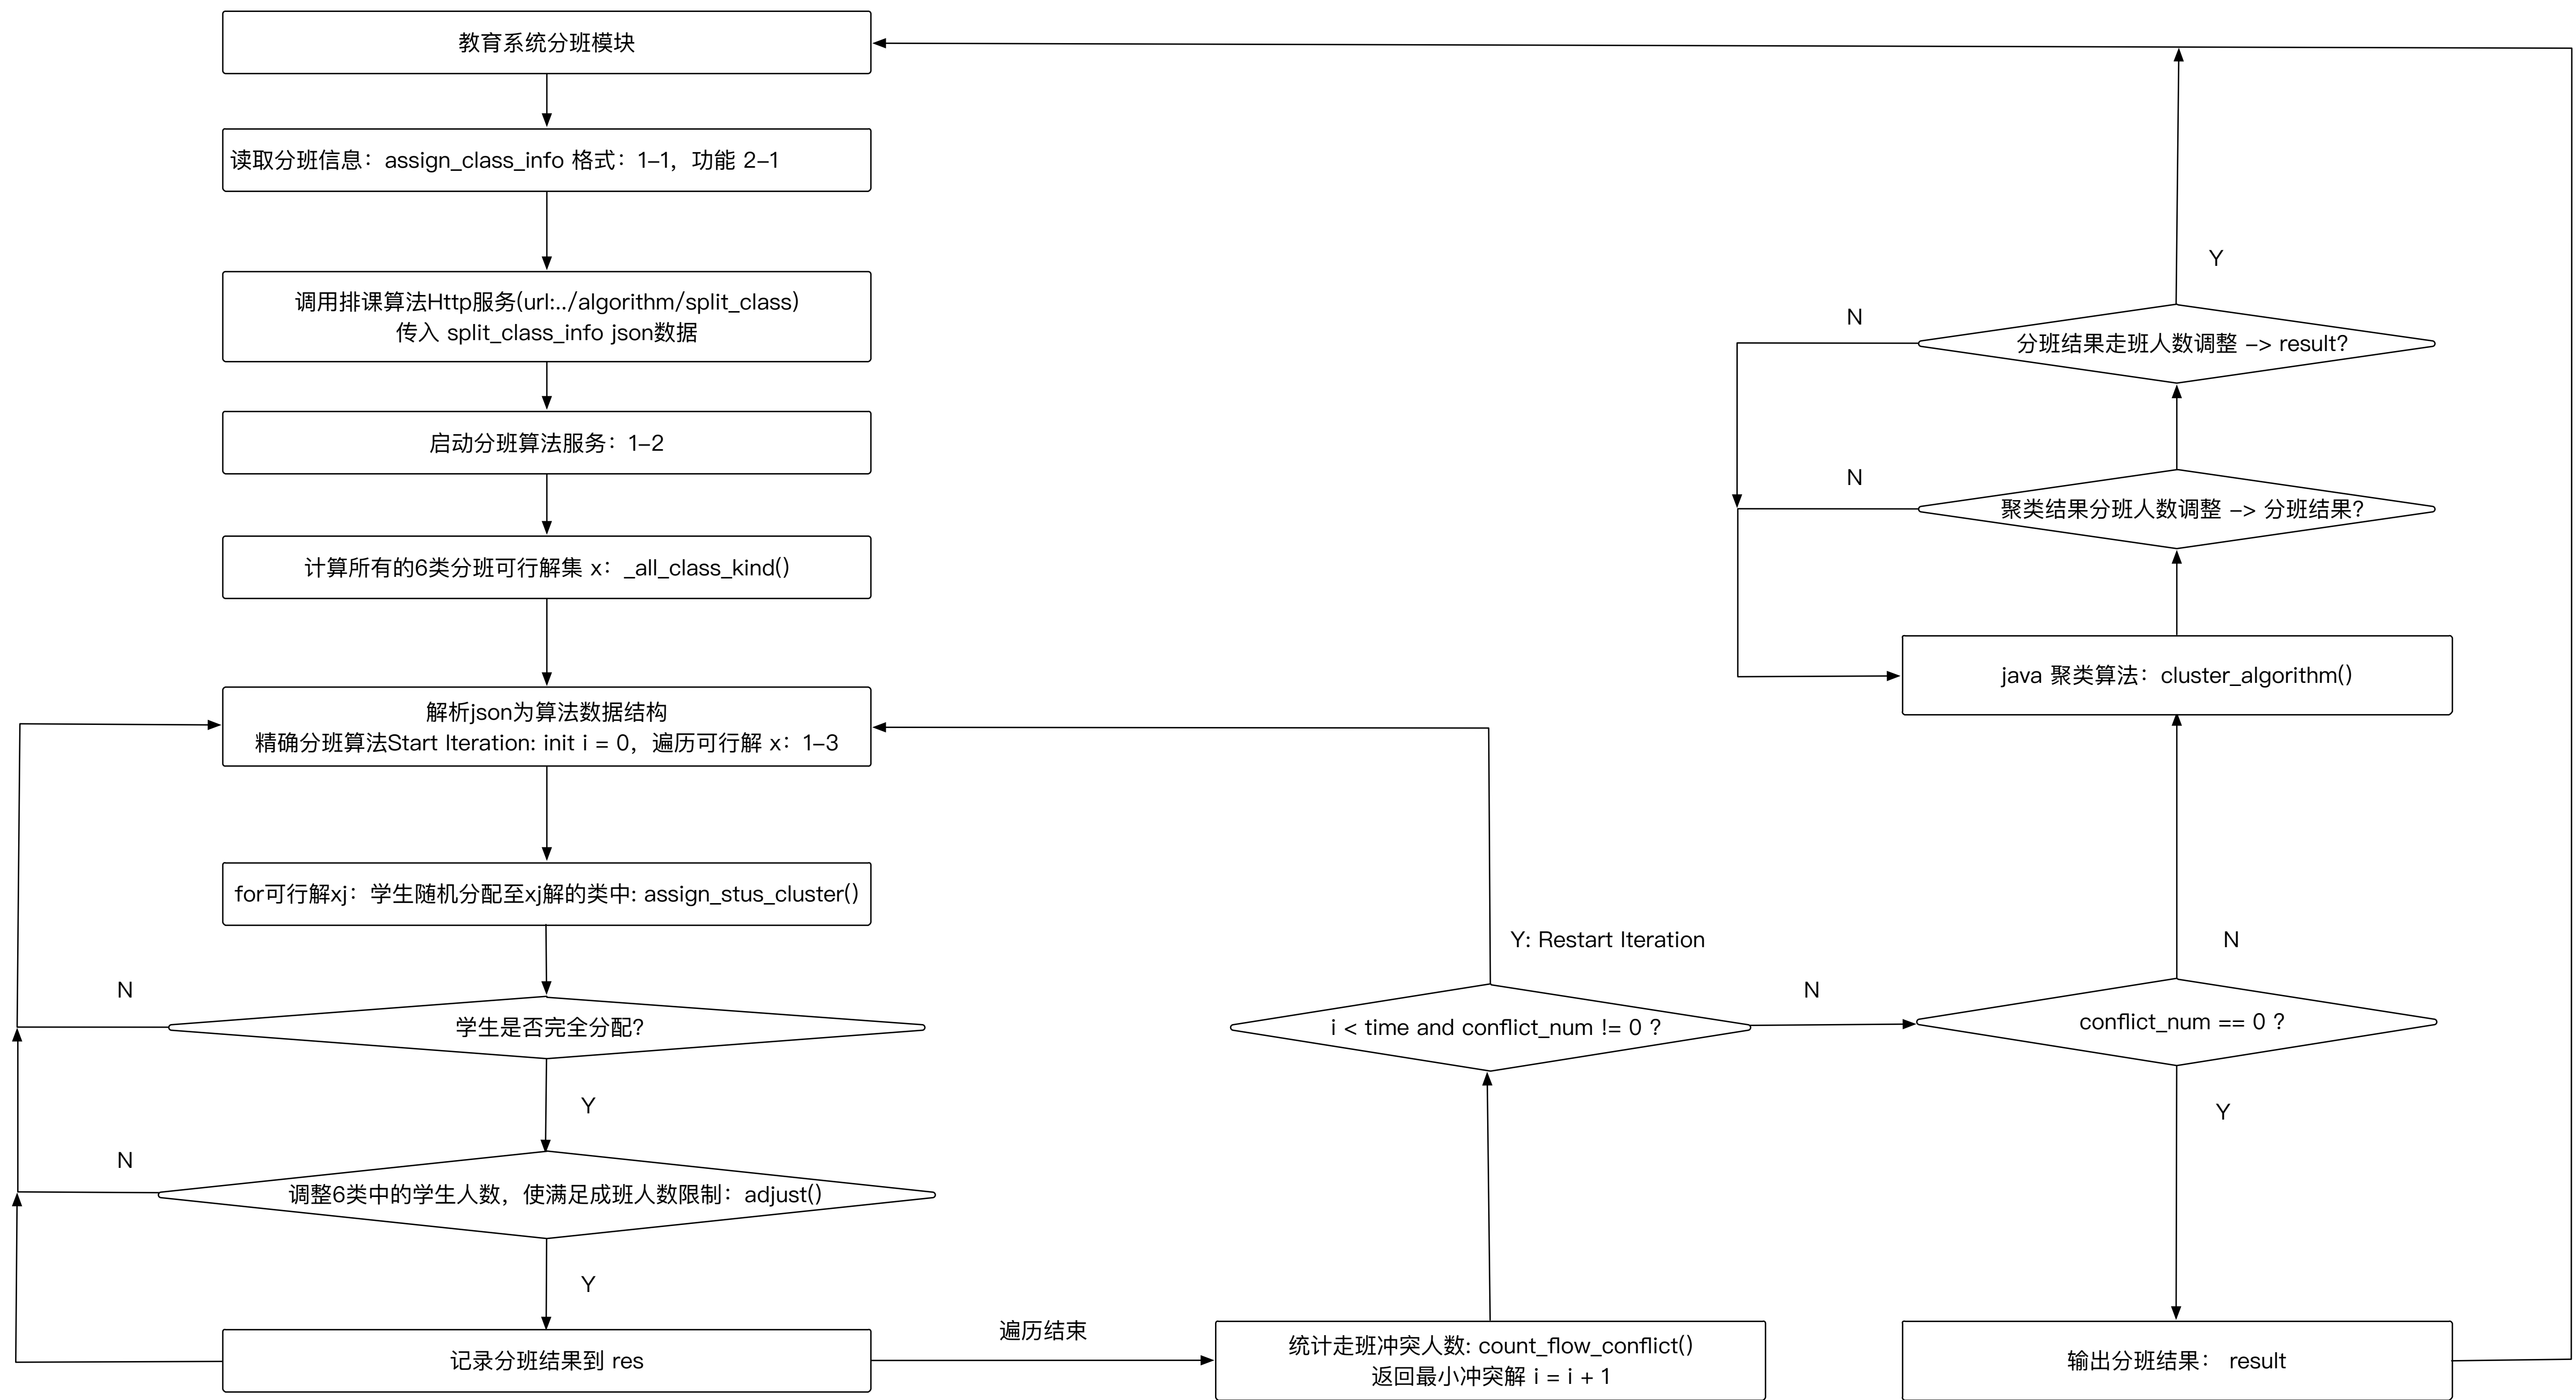 教育系统分班模块
读取分班信息：assign_class_info 格式：1-1，功能 2-1
调用排课算法Http服务(url:../algorithm/split_class)
传入 split_class_info json数据
启动分班算法服务：1-2
计算所有的6类分班可行解集 x：_all_class_kind()
解析json为算法数据结构
精确分班算法Start Iteration: init i = 0，遍历可行解 x：1-3
for可行解xj：学生随机分配至xj解的类中: assign_stus_cluster()
N
学生是否完全分配?
Y
N
调整6类中的学生人数，使满足成班人数限制：adjust()
Y
记录分班结果到 res
遍历结束
统计走班冲突人数: count_flow_conflict()
返回最小冲突解 i = i + 1
i < time and conflict_num != 0 ?
Y: Restart Iteration
N
conflict_num == 0 ?
N
Y
输出分班结果： result
java 聚类算法：cluster_algorithm()
聚类结果分班人数调整 -> 分班结果?
N
分班结果走班人数调整 -> result?
N
Y